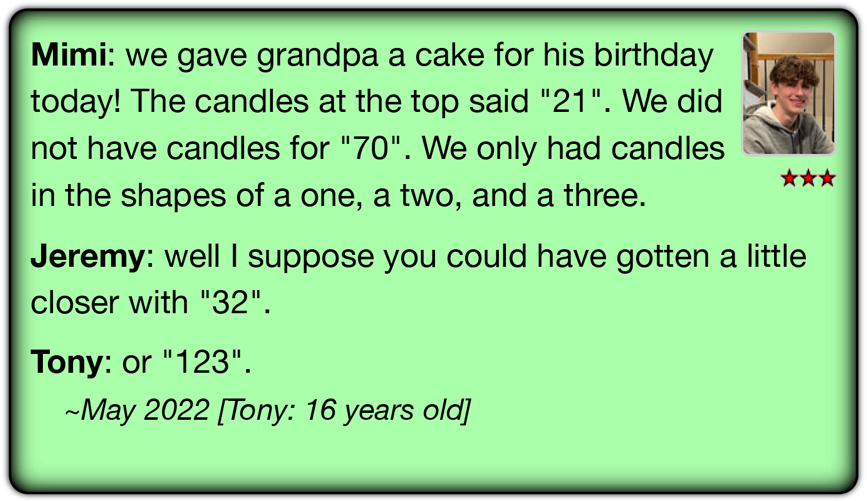 Mimi: we gave grandpa a cake for his birthday
today! The candles at the top said "21". We did
not have candles for "70". We only had candles
in the shapes of a one, a two, and a three.
Jeremy: well I suppose you could have gotten a little
closer with "32".
Tony: or "123".
~May 2022 [Tony: 16 years old]